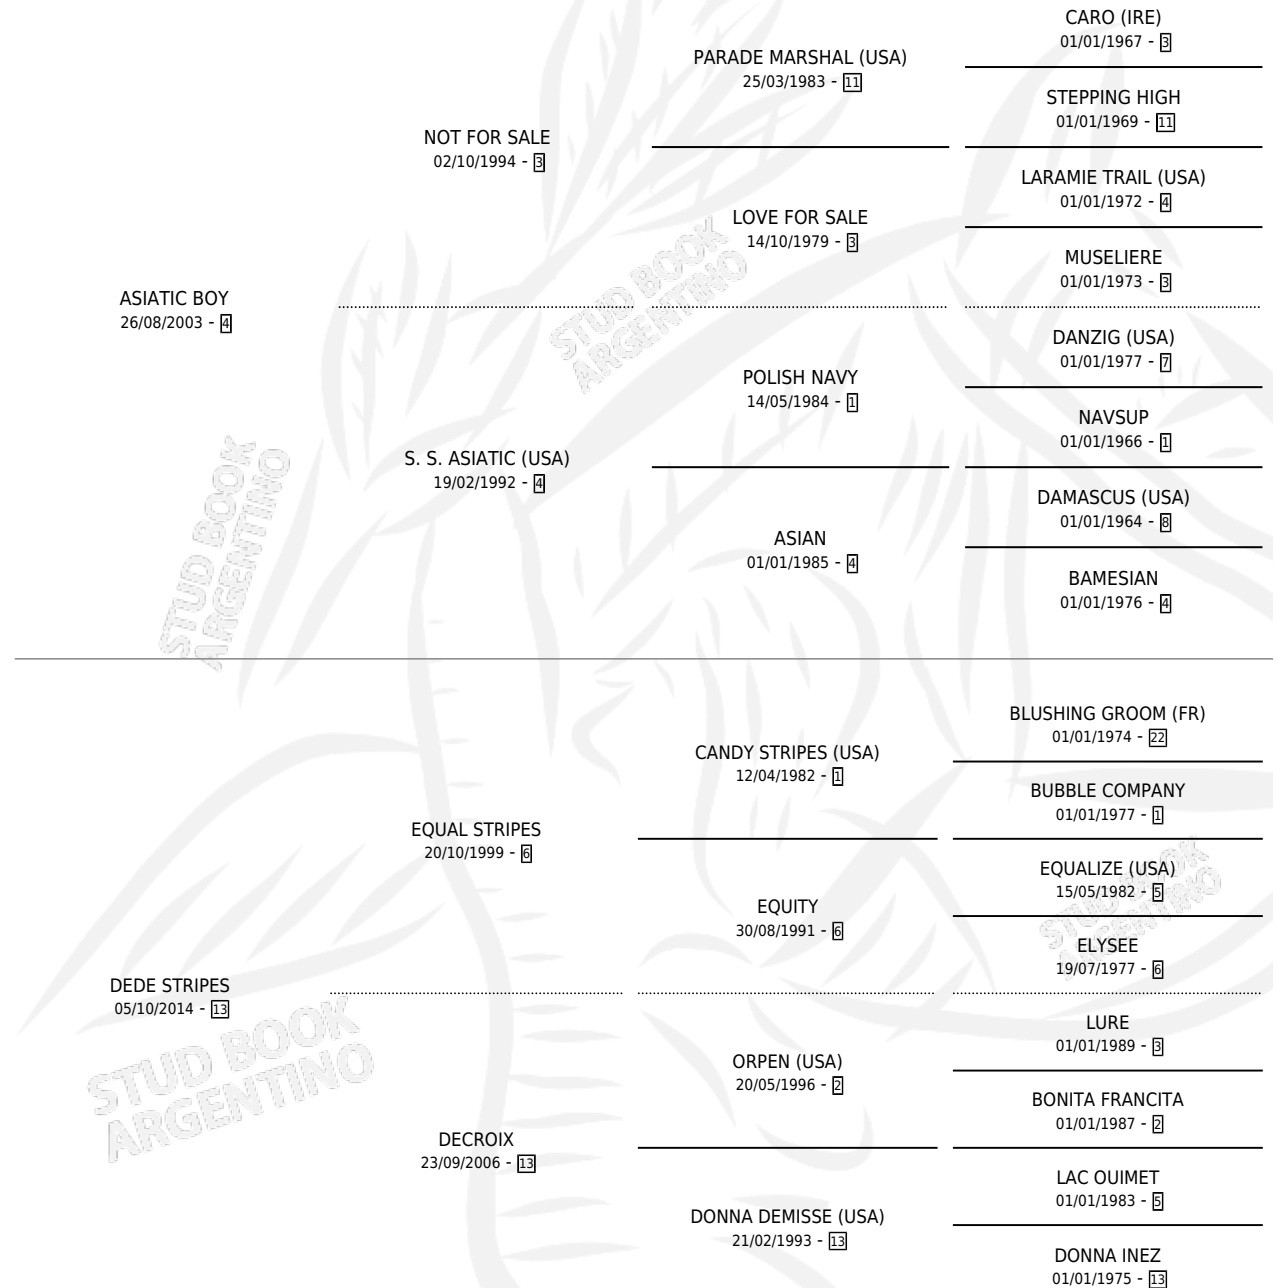 CARO (IRE)
01/01/1967 - 3
PARADE MARSHAL (USA)
25/03/1983 - 11
STEPPING HIGH
01/01/1969 - 11
NOT FOR SALE
02/10/1994 - 3
LARAMIE TRAIL (USA)
01/01/1972 - 4
LOVE FOR SALE
14/10/1979 - 3
MUSELIERE
01/01/1973 - 3
ASIATIC BOY
26/08/2003 - 4
STUD BOOK
ARGENTINO
DANZIG (USA)
01/01/1977 - 7
POLISH NAVY
14/05/1984 - 1
NAVSUP
01/01/1966 - 1
S. S. ASIATIC (USA)
19/02/1992 - 4
DAMASCUS (USA)
01/01/1964 - 8
ASIAN
01/01/1985 - 4
BAMESIAN
01/01/1976 - 4
STUD BOOK
ARGENTINO
BLUSHING GROOM (FR)
01/01/1974 - 22
CANDY STRIPES (USA)
12/04/1982 - 1
BUBBLE COMPANY
01/01/1977 - 1
EQUAL STRIPES
20/10/1999 - 6
EQUALIZE (USA)
15/05/1982 - 5
EQUITY
30/08/1991 - 6
STUD BOOK
ARGENTINO
ELYSEE
19/07/1977 - 6
DEDE STRIPES
05/10/2014 - 13
LURE
01/01/1989 - 3
ORPEN (USA)
20/05/1996 - 2
BONITA FRANCITA
01/01/1987 - 2
STUD BOOK
ARGENTINO
DECROIX
23/09/2006 - 13
LAC OUIMET
01/01/1983 - 5
DONNA DEMISSE (USA)
21/02/1993 - 13
DONNA INEZ
01/01/1975 - 13